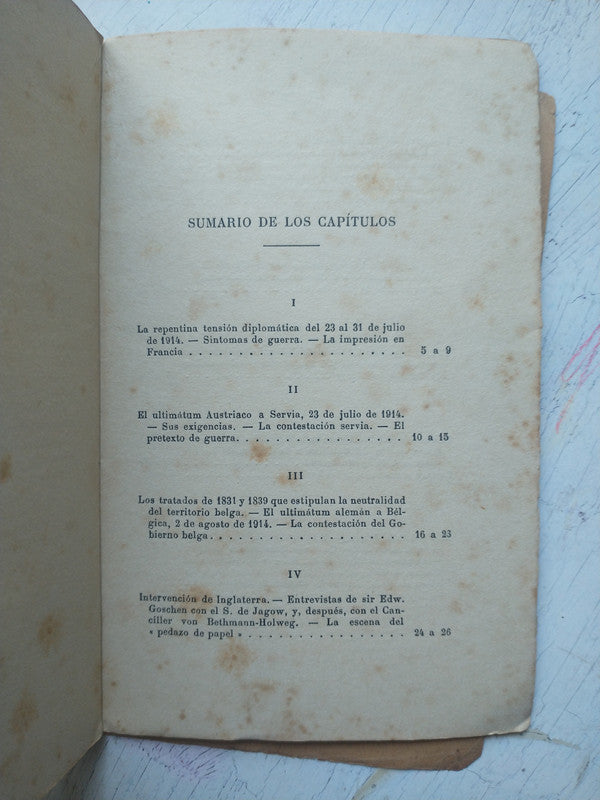 SUMARIO DE LOS CAPÍTULOS
I
La repentina tensión diplomática del 23 al 31 de julio
de 1914. — Síntomas de guerra. — La impresión en
Francia . . . . . . . . . . . . . . . . . . . . . . 5 a 9
II
El ultimátum Austriaco a Servia, 23 de julio de 1914.
— Sus exigencias. — La contestación servia. — El
pretexto de guerra. . . . . . . . . . . . . . . . . 10 a 15
III
Los tratados de 1831 y 1839 que estipulan la neutralidad
del territorio belga. — El ultimátum alemán a Bél-
gica, 2 de agosto de 1914. — La contestación del Go-
bierno belga . . . . . . . . . . . . . . . . . . . . 16 a 23
IV
Intervención de Inglaterra. — Entrevistas de sir Edw.
Goschen con el S. de Jagow, y, después, con el Can-
ciller von Bethmann-Holweg. — La escena del
« pedazo de papel » . . . . . . . . . . . . . . . . 24 a 26